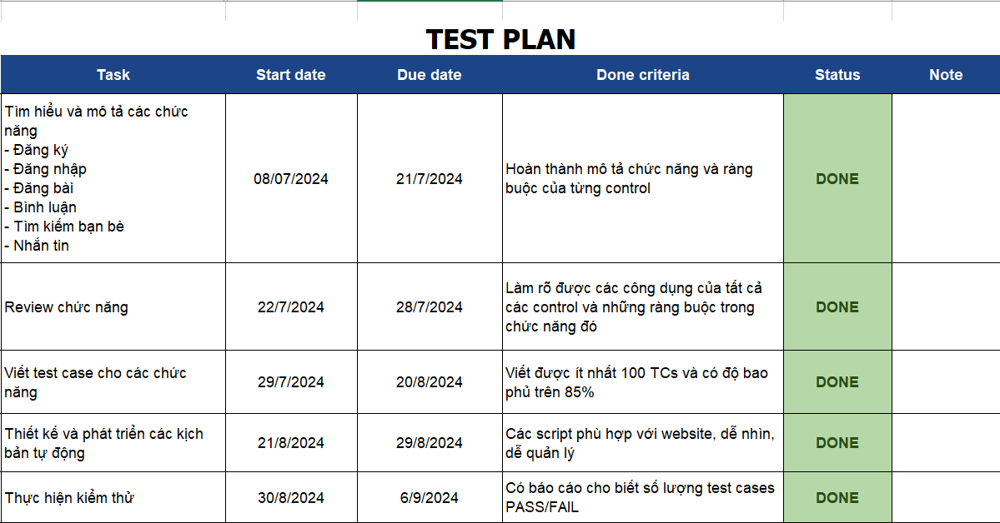 TEST PLAN
Task Start date Due date Done criteria Status Note
Tìm hiểu và mô tả các chức
năng
- Đăng ký
- Đăng nhập
- Đăng bài
- Bình luận
- Tìm kiếm bạn bè
- Nhắn tin
08/07/2024
21/7/2024
Hoàn thành mô tả chức năng và ràng
buộc của từng control
DONE
Review chức năng
22/7/2024
28/7/2024
Làm rõ được các công dụng của tất cả
các control và những ràng buộc trong
chức năng đó
DONE
Viết test case cho các chức
năng
29/7/2024
20/8/2024
Viết được ít nhất 100 TCs và có độ bao
phủ trên 85%
DONE
Thiết kế và phát triển các kịch
bản tự động
21/8/2024
29/8/2024
Các script phù hợp với website, dễ nhìn,
dễ quản lý
DONE
Thực hiện kiểm thử
30/8/2024
6/9/2024
Có báo cáo cho biết số lượng test cases
PASS/FAIL
DONE